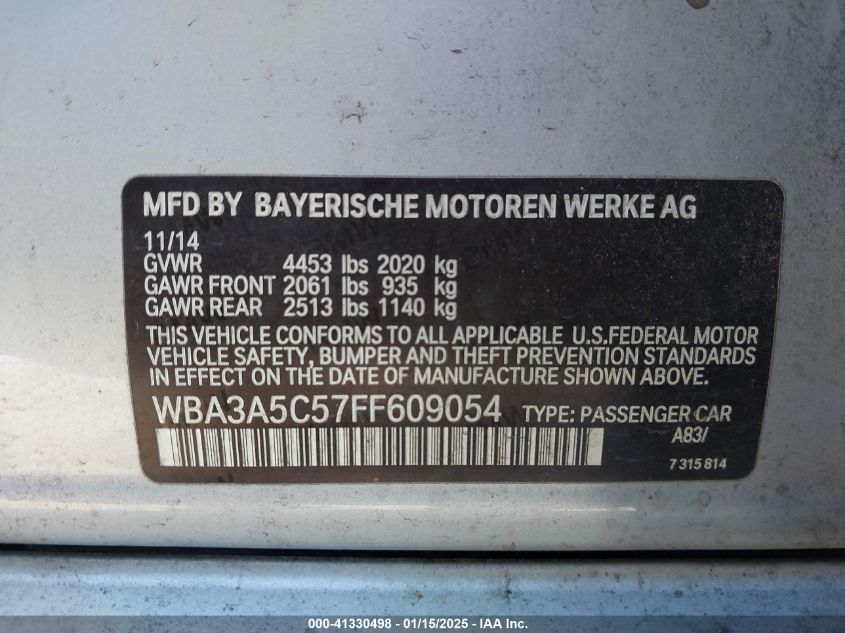 MFD BY BAYERISCHE MOTOREN WERKE AG
11/14
GVWR 4453 lbs 2020 kg
GAWR FRONT 2061 lbs 935 kg
GAWR REAR 2513 lbs 1140 kg
THIS VEHICLE CONFORMS TO ALL APPLICABLE U.S.FEDERAL MOTOR
VEHICLE SAFETY, BUMPER AND THEFT PREVENTION STANDARDS
IN EFFECT ON THE DATE OF MANUFACTURE SHOWN ABOVE.
WBA3A5C57FF609054 TYPE: PASSENGER CAR
A83/
7 315 814
000-41330498 - 01/15/2025 - IAA Inc.